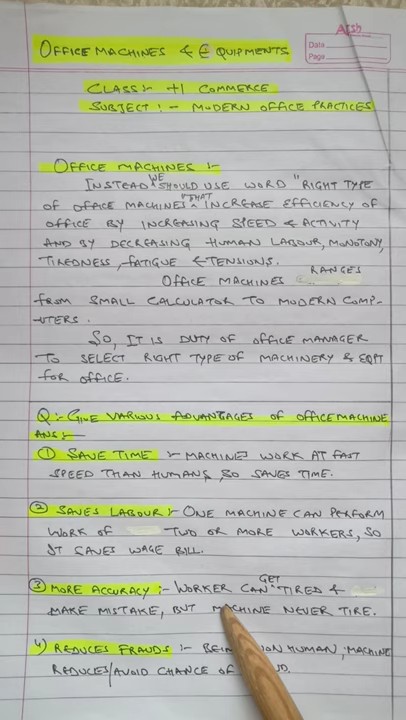 Arsh
OFFICE MACHINES & EQUIPMENTS
Date
Page
CLASS :- +1 COMMERCE
SUBJECT :- MODERN OFFICE PRACTICES
OFFICE MACHINES :-
INSTEAD WE SHOULD USE WORD "RIGHT TYPE
OF OFFICE MACHINES" THAT INCREASE EFFICIENCY OF
OFFICE BY INCREASING SPEED & ACTIVITY
AND BY DECREASING HUMAN LABOUR, MONOTONY,
TIREDNESS, FATIGUE & TENSIONS.
OFFICE MACHINES RANGES
FROM SMALL CALCULATOR TO MODERN COMP-
UTERS.
SO, IT IS DUTY OF OFFICE MANAGER
TO SELECT RIGHT TYPE OF MACHINERY & EQPT
FOR OFFICE.
Q:- GIVE VARIOUS ADVANTAGES OF OFFICE MACHINE
ANS:-
① SAVE TIME :- MACHINES WORK AT FAST
SPEED THAN HUMANS, SO SAVES TIME.
② SAVES LABOUR :- ONE MACHINE CAN PERFORM
WORK OF TWO OR MORE WORKERS, SO
IT SAVES WAGE BILL.
③ MORE ACCURACY :- WORKER CAN GET TIRED &
MAKE MISTAKE, BUT MACHINE NEVER TIRE.
4) REDUCES FRAUDS :- HUMAN, MACHINE
REDUCES/AVOID CHANCE OF